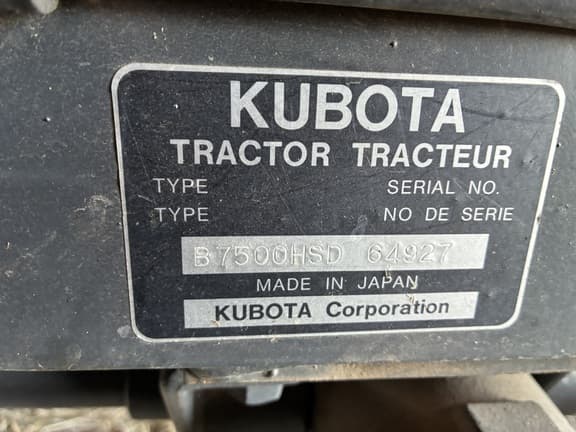 KUBOTA
TRACTOR TRACTEUR
TYPE SERIAL NO.
TYPE NO DE SERIE
B7500HSD 64927
MADE IN JAPAN
KUBOTA Corporation